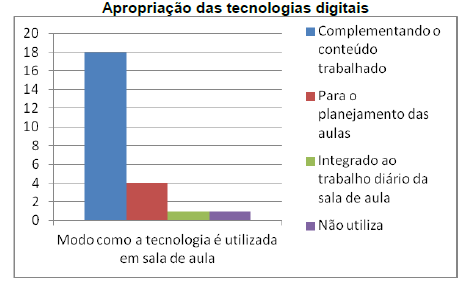 Apropriação das tecnologias digitais
20
18
16
14
12
10
8
6
4
2
0
Modo como a tecnologia é utilizada
em sala de aula
Complementando o
conteúdo
trabalhado
Para o
planejamento das
aulas
Integrado ao
trabalho diário da
sala de aula
Não utiliza